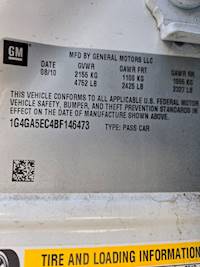 GM
MFD BY GENERAL MOTORS LLC
08/10 GVWR GAWR FRT GAWR RR
2155 KG 1100 KG 1055 KG
4752 LB 2425 LB 2327 LB
THIS VEHICLE CONFORMS TO ALL APPLICABLE U.S. FEDERAL MOTOR
VEHICLE SAFETY, BUMPER, AND THEFT PREVENTION STANDARDS IN
EFFECT ON THE DATE OF MANUFACTURE SHOWN ABOVE.
1G4GA5EC4BF146473 TYPE: PASS CAR
TIRE AND LOADING INFORMATION